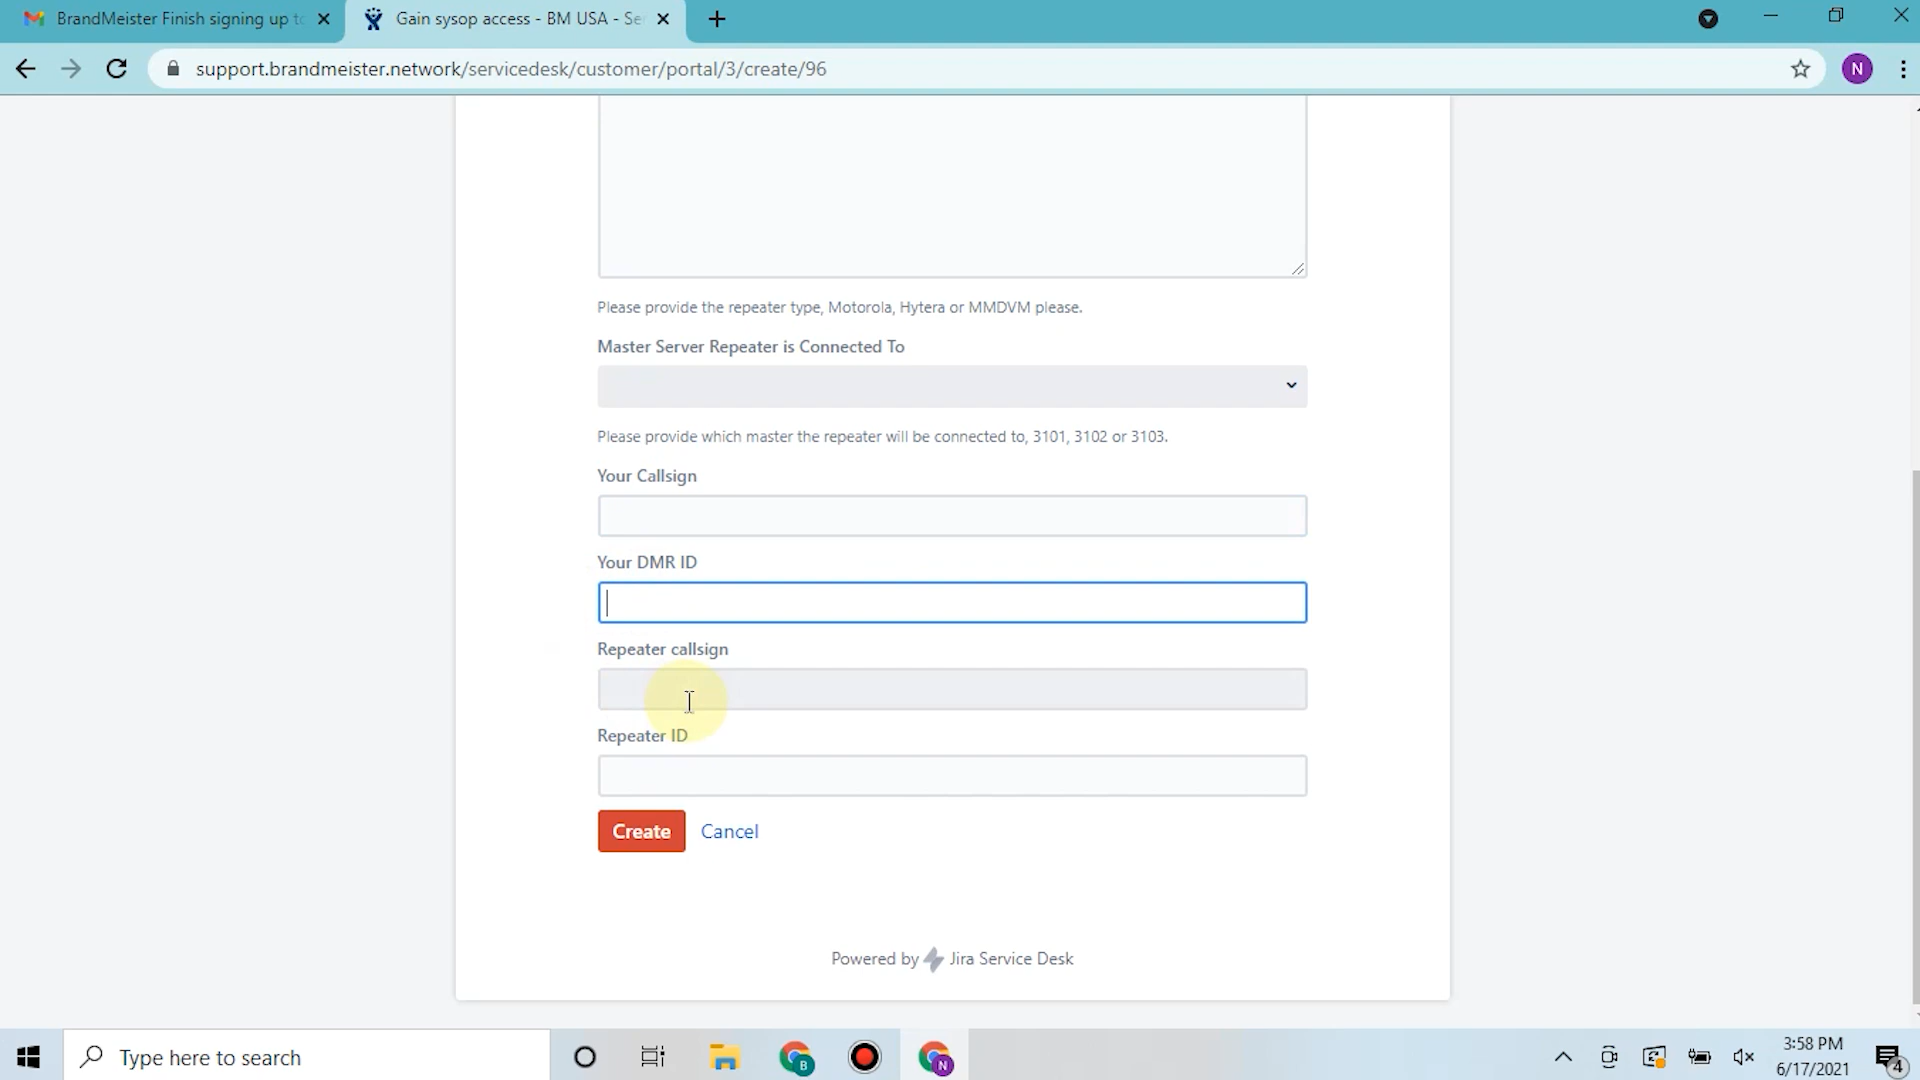 BrandMeister Finish signing up to
Gain sysop access - BM USA - Se
support.brandmeister.network/servicedesk/customer/portal/3/create/96
N
Please provide the repeater type, Motorola, Hytera or MMDVM please.
Master Server Repeater is Connected To
Please provide which master the repeater will be connected to, 3101, 3102 or 3103.
Your Callsign
Your DMR ID
Repeater callsign
Repeater ID
Create Cancel
Powered by Jira Service Desk
Type here to search
B
N
3:58 PM
6/17/2021
4